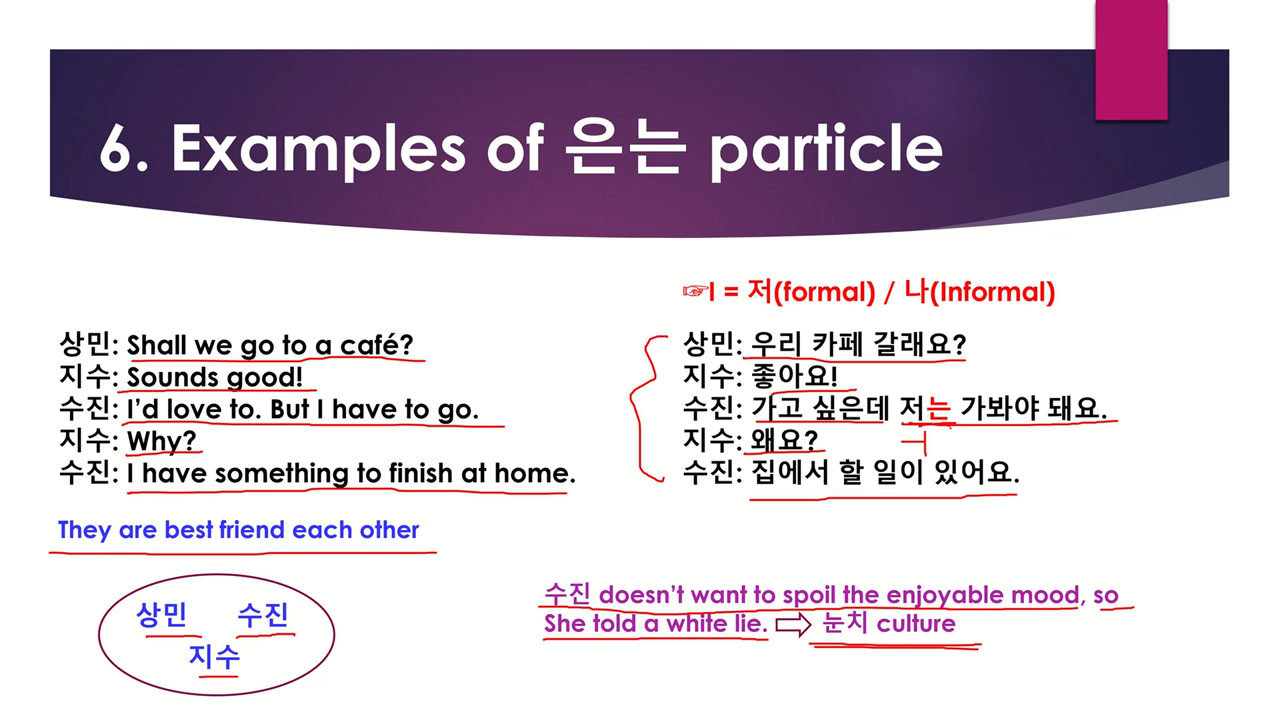 6. Examples of 은는 particle
☞I = 저(formal) / 나(Informal)
상민: Shall we go to a café?
지수: Sounds good!
수진: I'd love to. But I have to go.
지수: Why?
수진: I have something to finish at home.
They are best friend each other
상민 수진
지수
상민: 우리 카페 갈래요?
지수: 좋아요!
수진: 가고 싶은데 저는 가봐야 돼요.
지수: 왜요?
수진: 집에서 할 일이 있어요.
수진 doesn't want to spoil the enjoyable mood, so
She told a white lie. ⇨ 눈치 culture